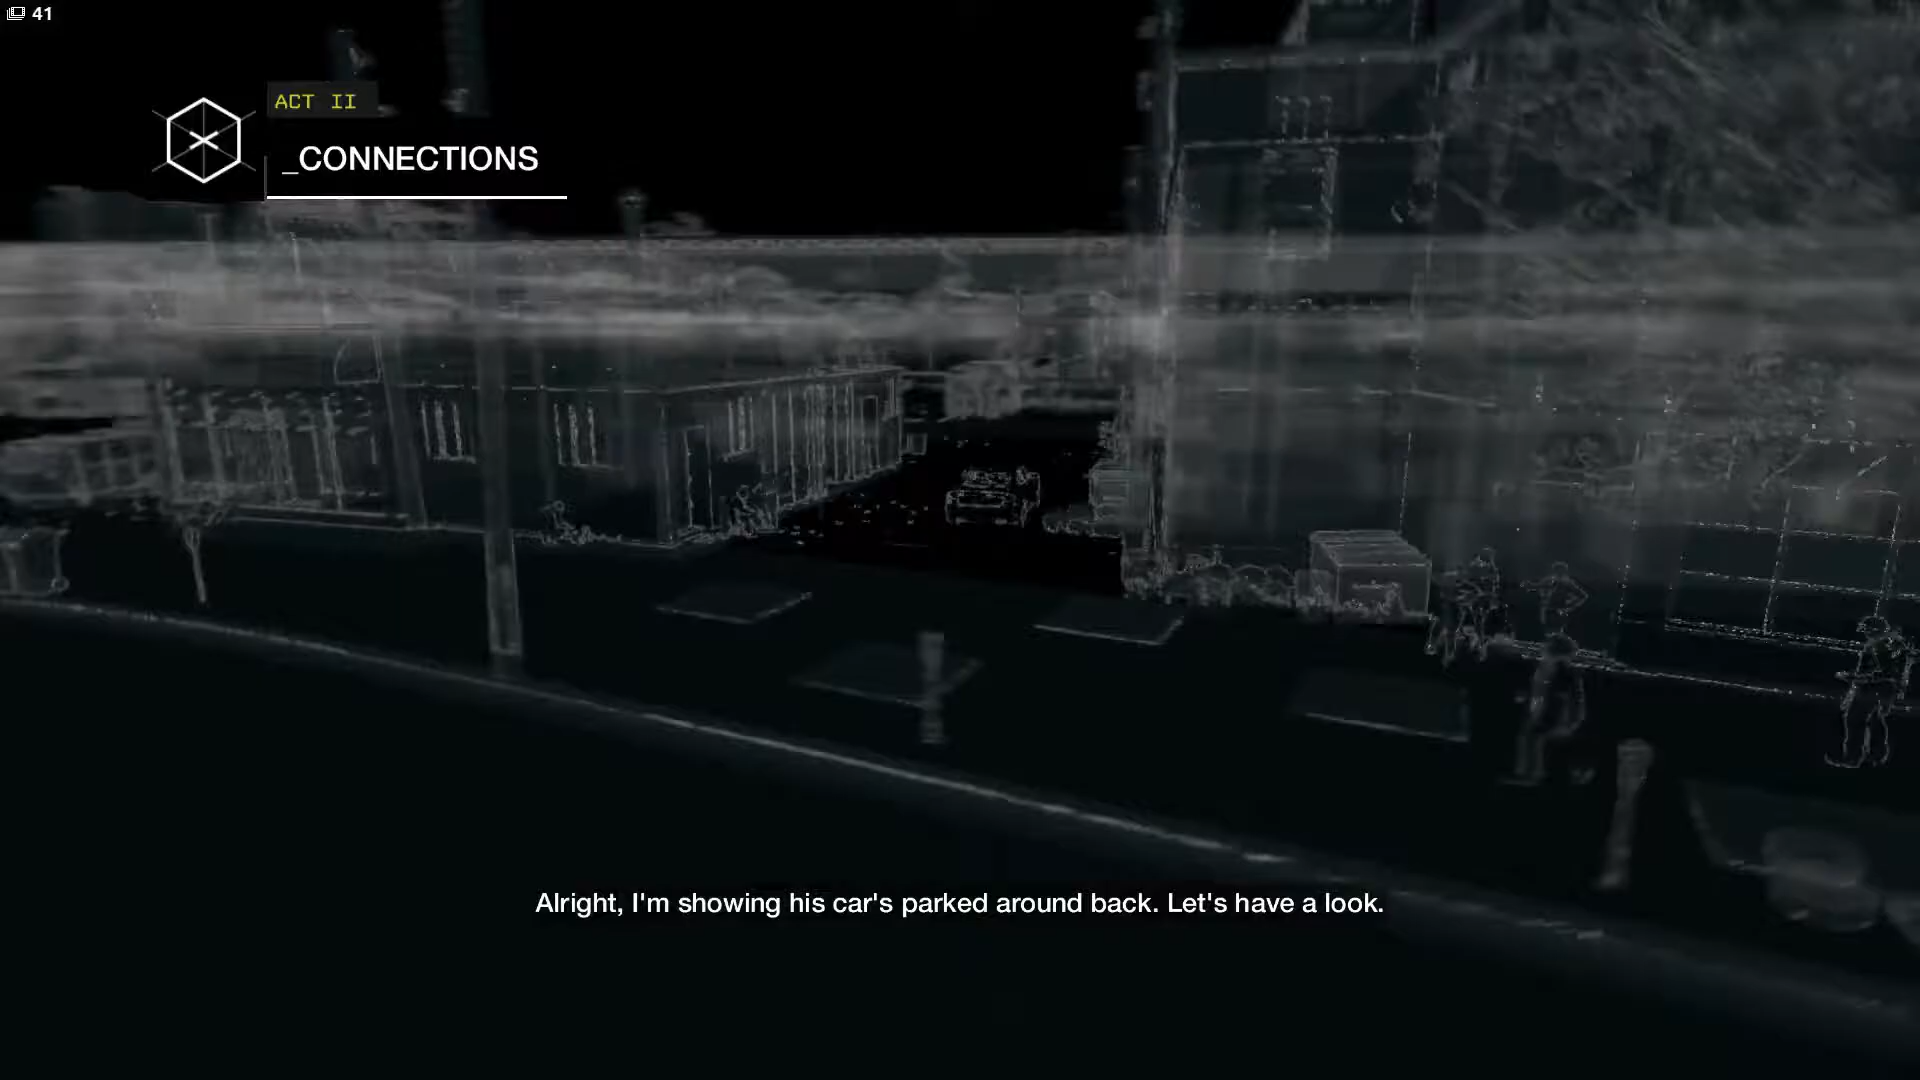 41
ACT II
_CONNECTIONS
Alright, I'm showing his car's parked around back. Let's have a look.